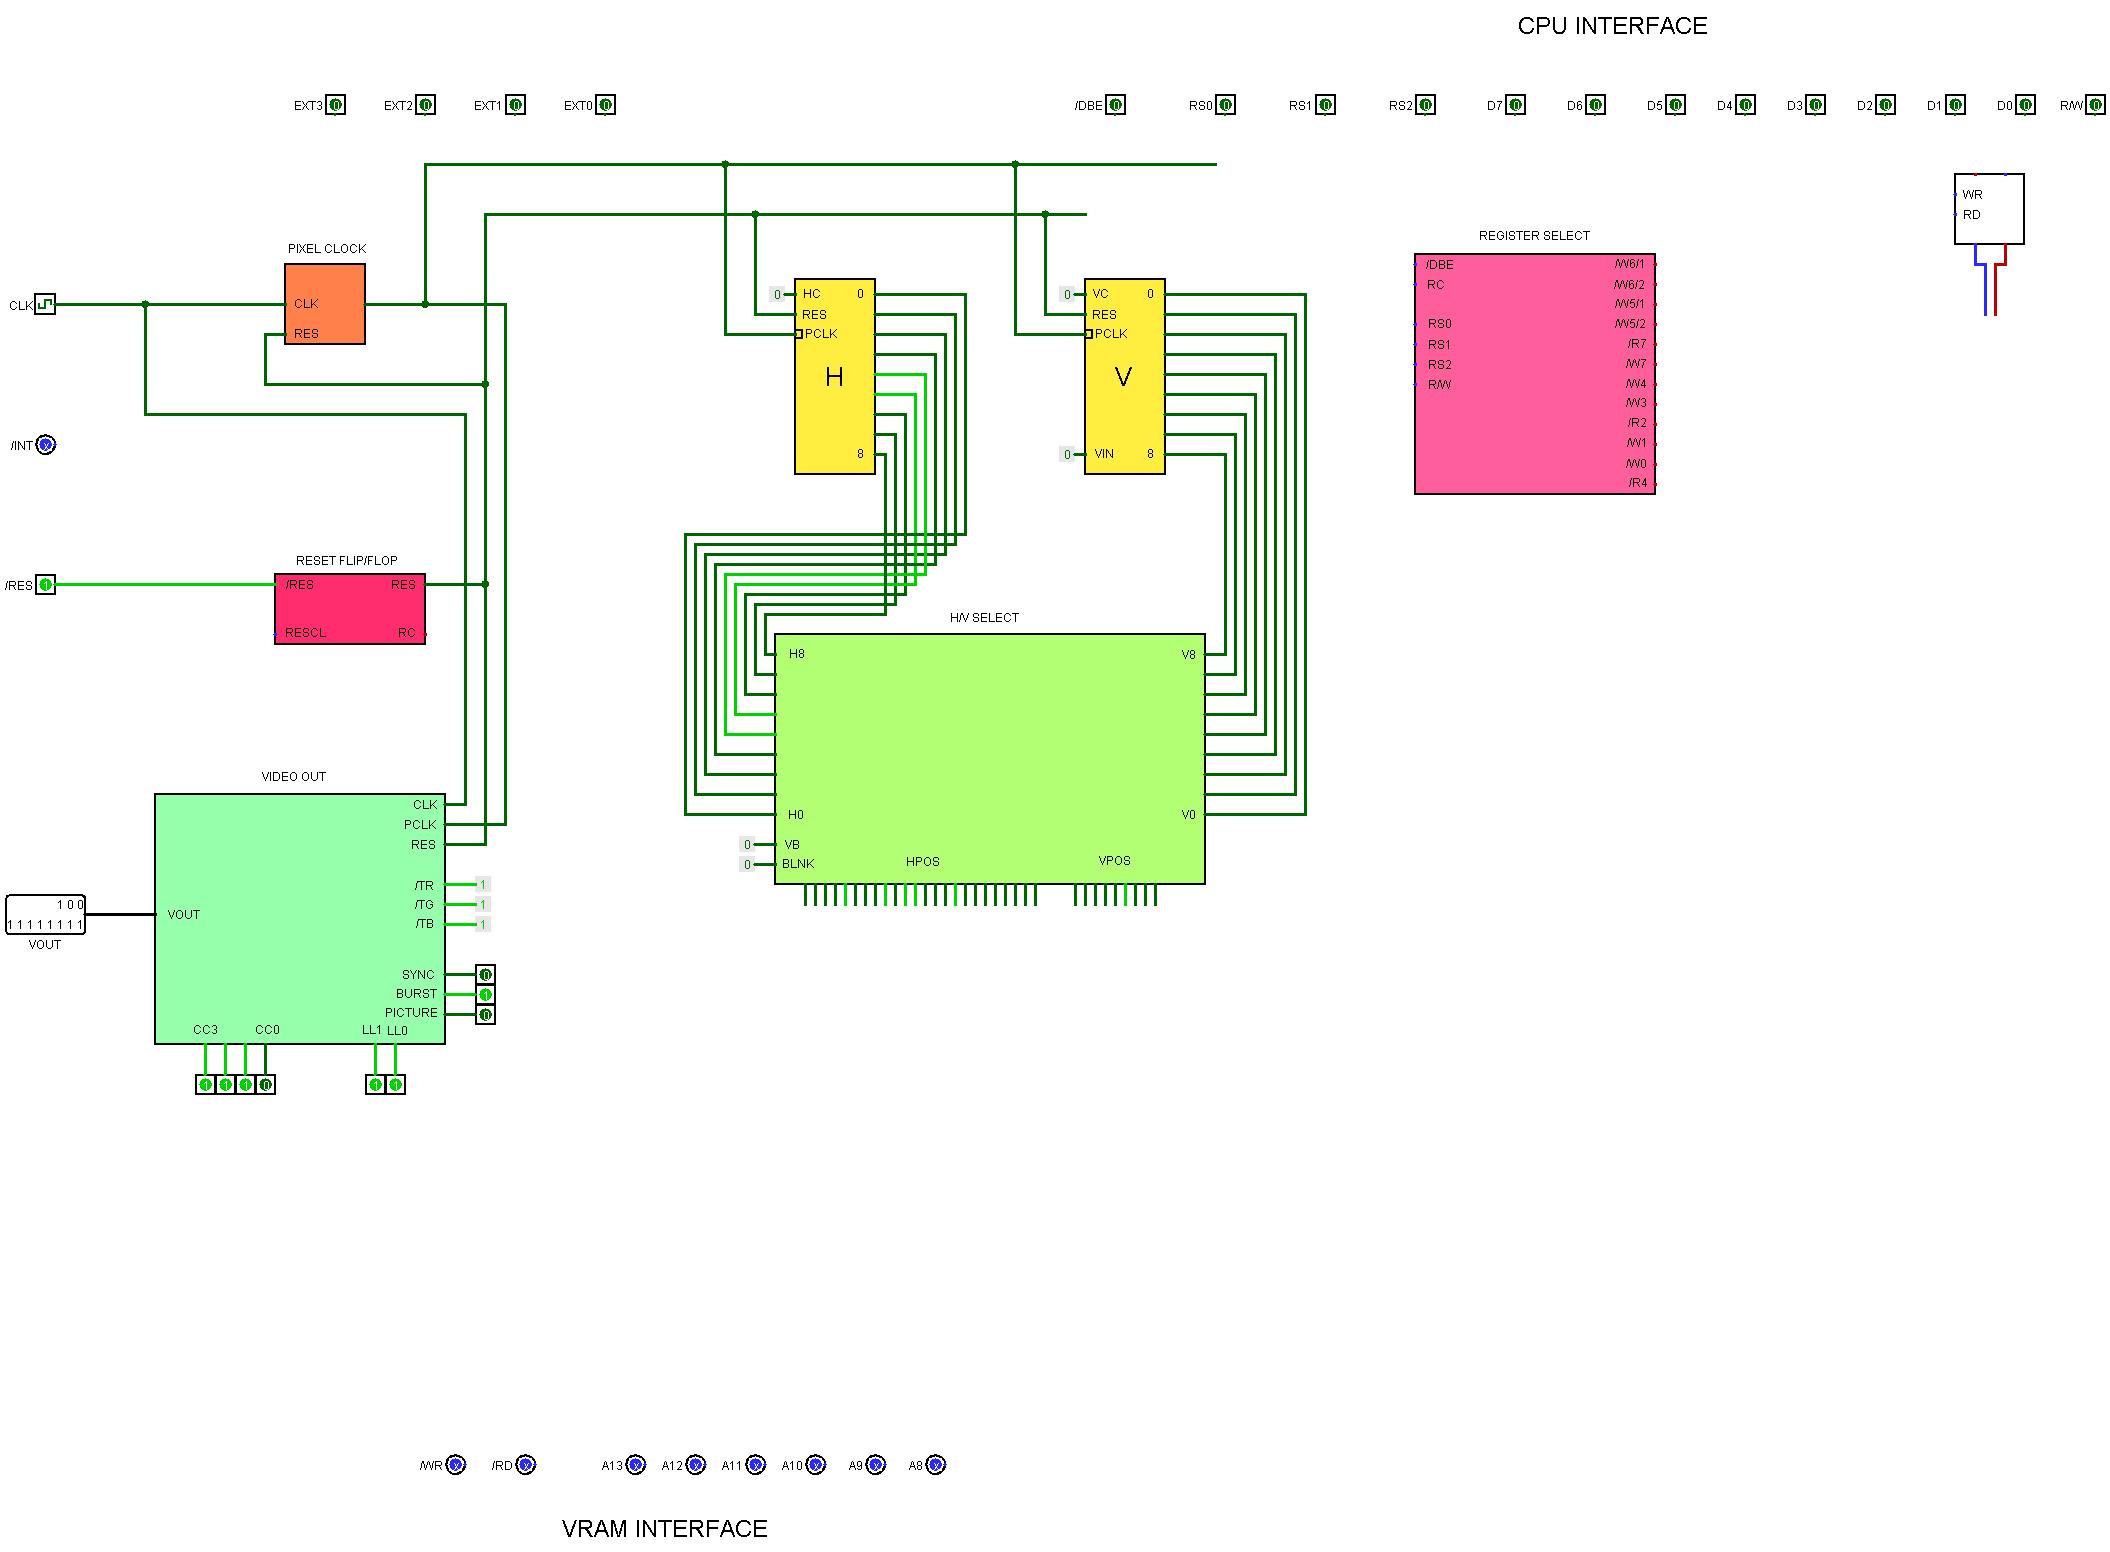 CPU INTERFACE
EXT3 0 EXT2 0 EXT1 0 EXT0 0 /DBE 0 RS0 0 RS1 0 RS2 0 D7 0 D6 0 D5 0 D4 0 D3 0 D2 0 D1 0 D0 0 R/W 0
WR
RD
PIXEL CLOCK
CLK
CLK
RES
0 HC 0
RES
PCLK
H
8
0 VC 0
RES
PCLK
V
0 VIN 8
REGISTER SELECT
/DBE /W6/1
RC /W6/2
/W5/1
RS0 /W5/2
RS1 /R7
RS2 /W7
R/W /W4
/W3
/R2
/W1
/W0
/R4
/INT x
RESET FLIP/FLOP
/RES 1 /RES RES
RESCL RC
H/V SELECT
H8 V8
H0 V0
0 VB
0 BLNK
HPOS VPOS
VIDEO OUT
CLK
PCLK
RES
/TR 1
/TG 1
/TB 1
1 0 0
1 1 1 1 1 1 1 1
VOUT
VOUT
SYNC 0
BURST 1
PICTURE 0
CC3 CC0 LL1 LL0
1 1 1 0 1 1
/WR x /RD x A13 x A12 x A11 x A10 x A9 x A8 x
VRAM INTERFACE